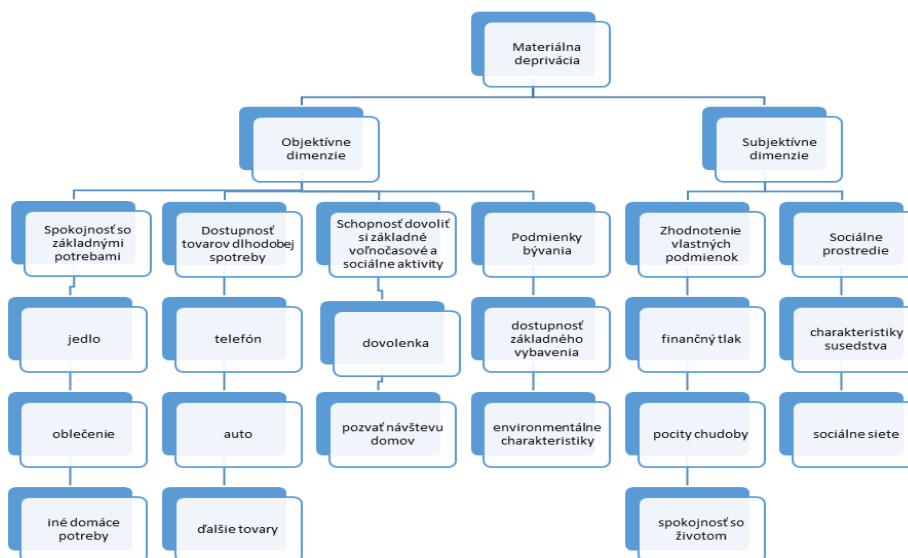 Materiálna
deprivácia
Objektívne
dimenzie
Subjektívne
dimenzie
Spokojnosť so
základnými
potrebami
Dostupnosť
tovarov dlhodobej
spotreby
Schopnosť dovoliť
si základné
voľnočasové a
sociálne aktivity
Podmienky
bývania
Zhodnotenie
vlastných
podmienok
Sociálne
prostredie
jedlo
telefón
dovolenka
dostupnosť
základného
vybavenia
finančný tlak
charakteristiky
susedstva
oblečenie
auto
pozvať návštevu
domov
environmentálne
charakteristiky
pocity chudoby
sociálne siete
iné domáce
potreby
ďalšie tovary
spokojnosť so
životom